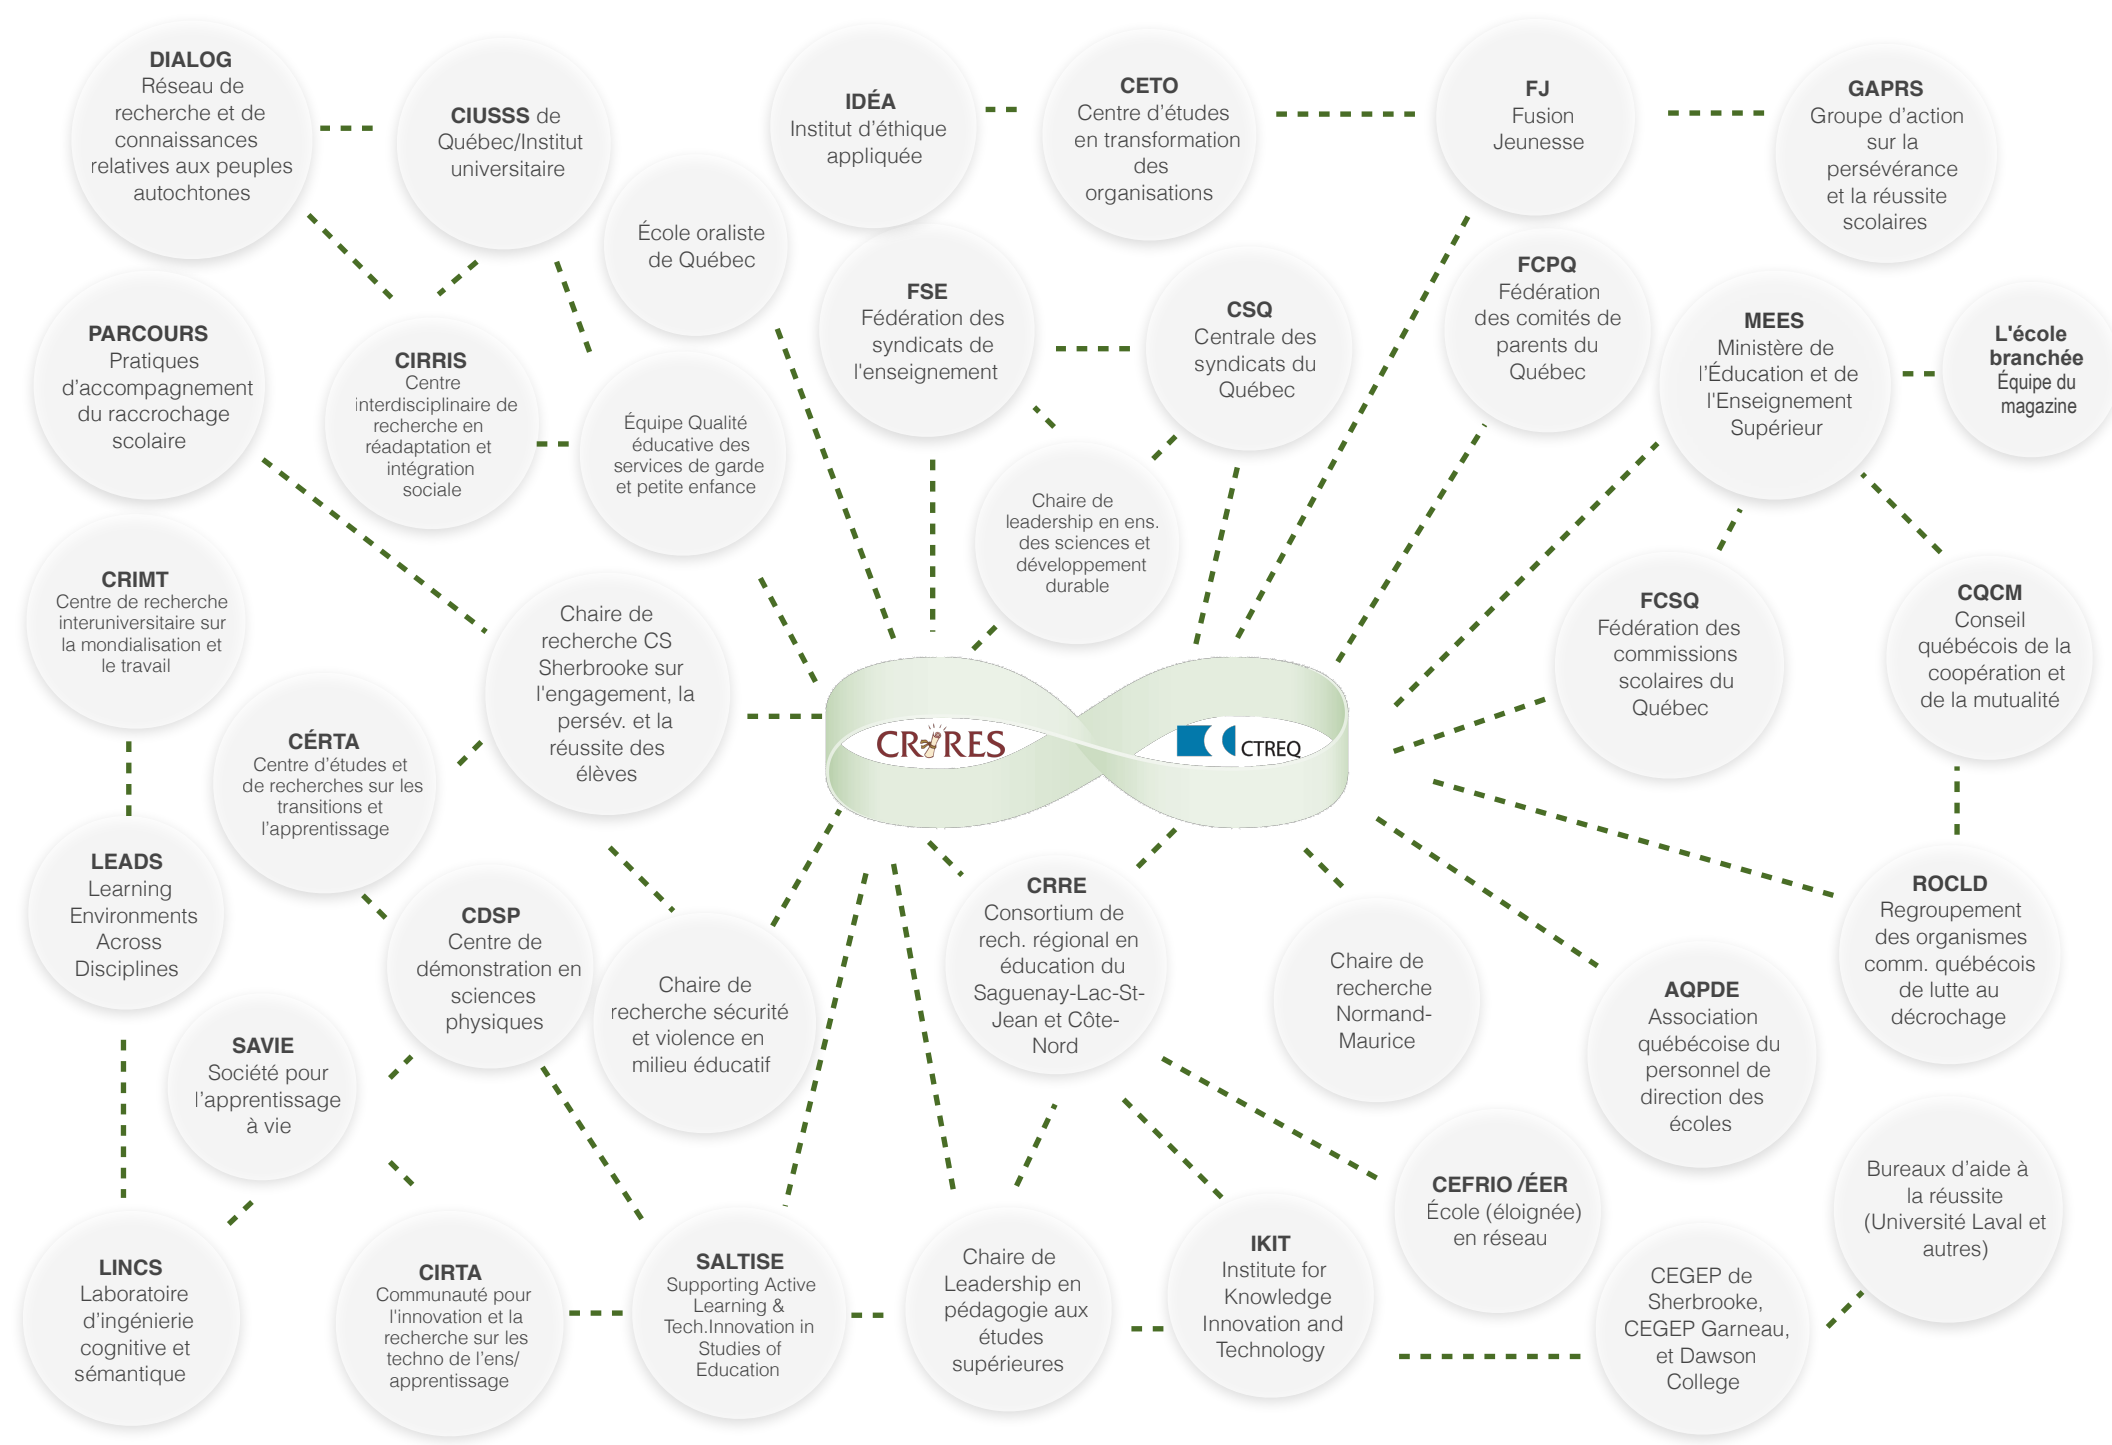 DIALOG
Réseau de
recherche et de
connaissances
relatives aux peuples
autochtones
CIUSSS de
Québec/Institut
universitaire
École oraliste
de Québec
IDÉA
Institut d'éthique
appliquée
CETO
Centre d'études
en transformation
des
organisations
FJ
Fusion
Jeunesse
GAPRS
Groupe d'action
sur la
persévérance
et la réussite
scolaires
PARCOURS
Pratiques
d'accompagnement
du raccrochage
scolaire
CIRRIS
Centre
interdisciplinaire de
recherche en
réadaptation et
intégration
sociale
Équipe Qualité
éducative des
services de garde
et petite enfance
FSE
Fédération des
syndicats de
l'enseignement
CSQ
Centrale des
syndicats du
Québec
FCPQ
Fédération
des comités de
parents du
Québec
MEES
Ministère de
l'Éducation et de
l'Enseignement
Supérieur
L'école
branchée
Équipe du
magazine
Chaire de
leadership en ens.
des sciences et
développement
durable
CRIMT
Centre de recherche
interuniversitaire sur
la mondialisation et
le travail
Chaire de
recherche CS
Sherbrooke sur
l'engagement, la
persév. et la
réussite des
élèves
FCSQ
Fédération des
commissions
scolaires du
Québec
CQCM
Conseil
québécois de la
coopération et
de la mutualité
CÉRTA
Centre d'études et
de recherches sur les
transitions et
l'apprentissage
CRIRES
CTREQ
LEADS
Learning
Environments
Across
Disciplines
CDSP
Centre de
démonstration en
sciences
physiques
Chaire de
recherche sécurité
et violence en
milieu éducatif
CRRE
Consortium de
rech. régional en
éducation du
Saguenay-Lac-St-
Jean et Côte-
Nord
Chaire de
recherche
Normand-
Maurice
AQPDE
Association
québécoise du
personnel de
direction des
écoles
ROCLD
Regroupement
des organismes
comm. québécois
de lutte au
décrochage
SAVIE
Société pour
l'apprentissage
à vie
LINCS
Laboratoire
d'ingénierie
cognitive et
sémantique
CIRTA
Communauté pour
l'innovation et la
recherche sur les
techno de l'ens/
apprentissage
SALTISE
Supporting Active
Learning &
Tech.Innovation in
Studies of
Education
Chaire de
Leadership en
pédagogie aux
études
supérieures
IKIT
Institute for
Knowledge
Innovation and
Technology
CEFRIO /ÉER
École (éloignée)
en réseau
CEGEP de
Sherbrooke,
CEGEP Garneau,
et Dawson
College
Bureaux d'aide à
la réussite
(Université Laval et
autres)